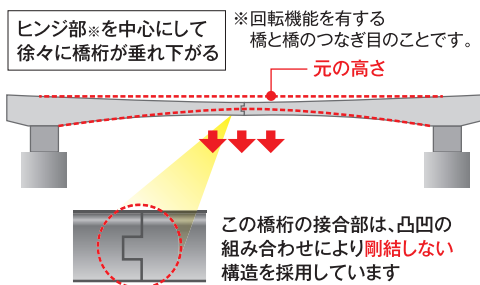 ヒンジ部※を中心にして
徐々に橋桁が垂れ下がる
※回転機能を有する
橋と橋のつなぎ目のことです。
元の高さ
この橋桁の接合部は、凸凹の
組み合わせにより剛結しない
構造を採用しています